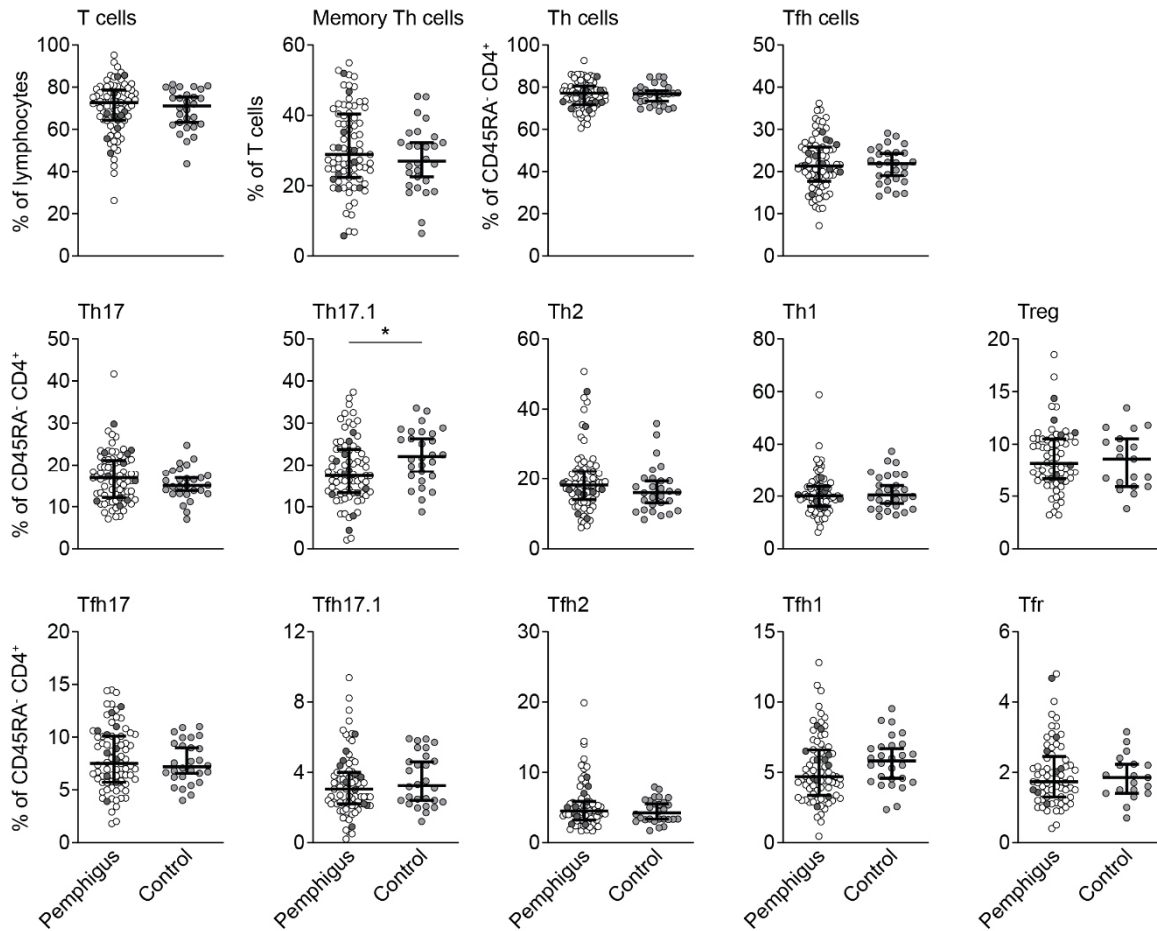 T cells
Memory Th cells
Th cells
Tfh cells
% of lymphocytes
100
80
60
40
20
0
% of T cells
60
40
20
0
% of CD45RA⁻ CD4⁺
100
80
60
40
20
0
50
40
30
20
10
0
Th17
Th17.1
Th2
Th1
Treg
% of CD45RA⁻ CD4⁺
50
40
30
20
10
0
*
50
40
30
20
10
0
60
40
20
0
80
60
40
20
0
20
15
10
5
0
Tfh17
Tfh17.1
Tfh2
Tfh1
Tfr
% of CD45RA⁻ CD4⁺
20
15
10
5
0
12
8
4
0
30
20
10
0
15
10
5
0
6
4
2
0
Pemphigus
Control
Pemphigus
Control
Pemphigus
Control
Pemphigus
Control
Pemphigus
Control